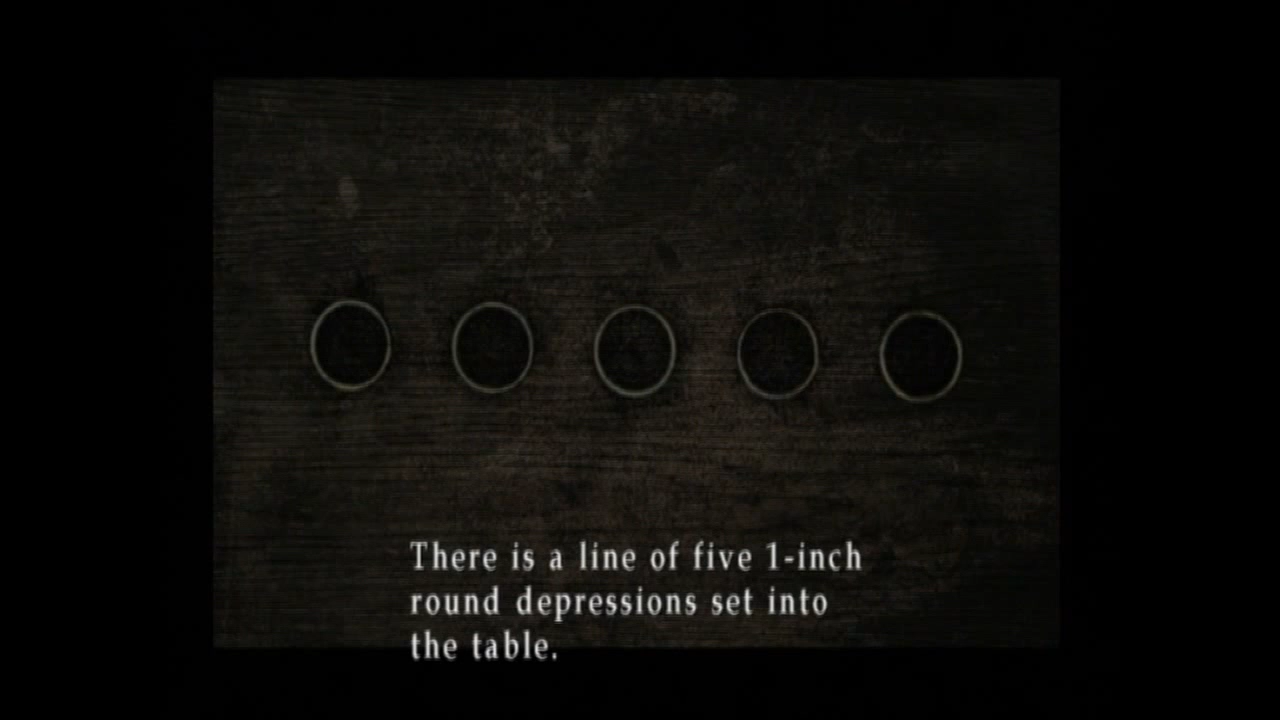 There is a line of five 1-inch
round depressions set into
the table.